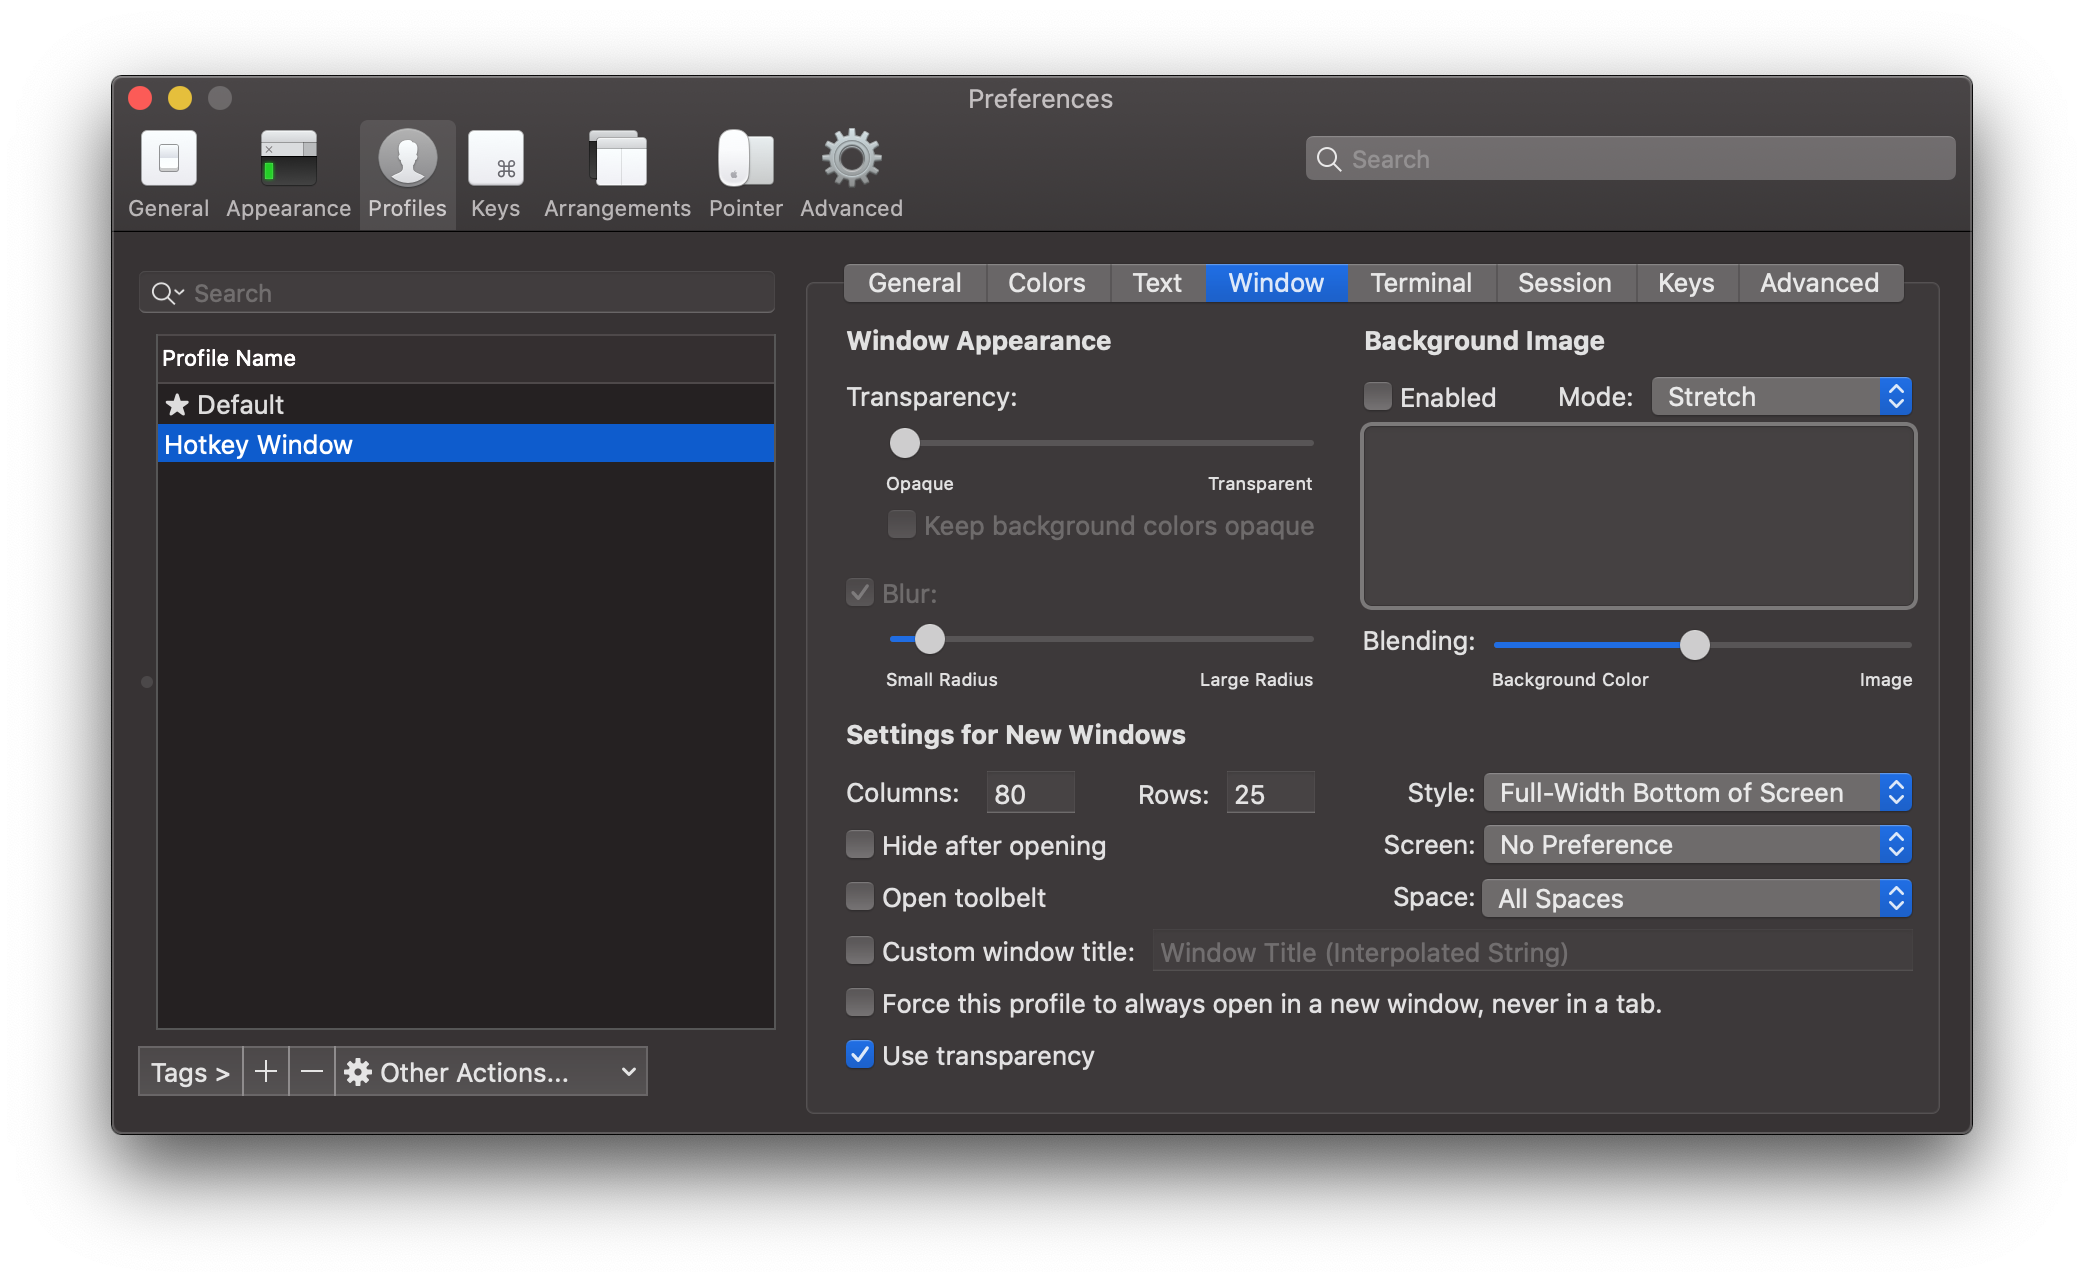 Preferences
General Appearance Profiles Keys Arrangements Pointer Advanced
Search
Search
Profile Name
★ Default
Hotkey Window
Tags > + — Other Actions...
General Colors Text Window Terminal Session Keys Advanced
Window Appearance
Transparency:
Opaque Transparent
Keep background colors opaque
Blur:
Small Radius Large Radius
Background Image
Enabled Mode: Stretch
Blending:
Background Color Image
Settings for New Windows
Columns: 80 Rows: 25 Style: Full-Width Bottom of Screen
Hide after opening Screen: No Preference
Open toolbelt Space: All Spaces
Custom window title: Window Title (Interpolated String)
Force this profile to always open in a new window, never in a tab.
Use transparency